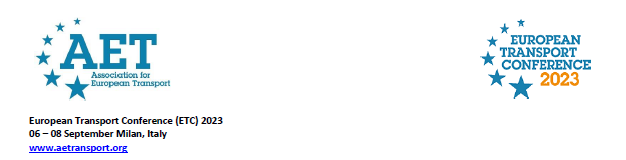 AET
Association for
European Transport
EUROPEAN
TRANSPORT
CONFERENCE
2023
European Transport Conference (ETC) 2023
06 – 08 September Milan, Italy
www.aetransport.org